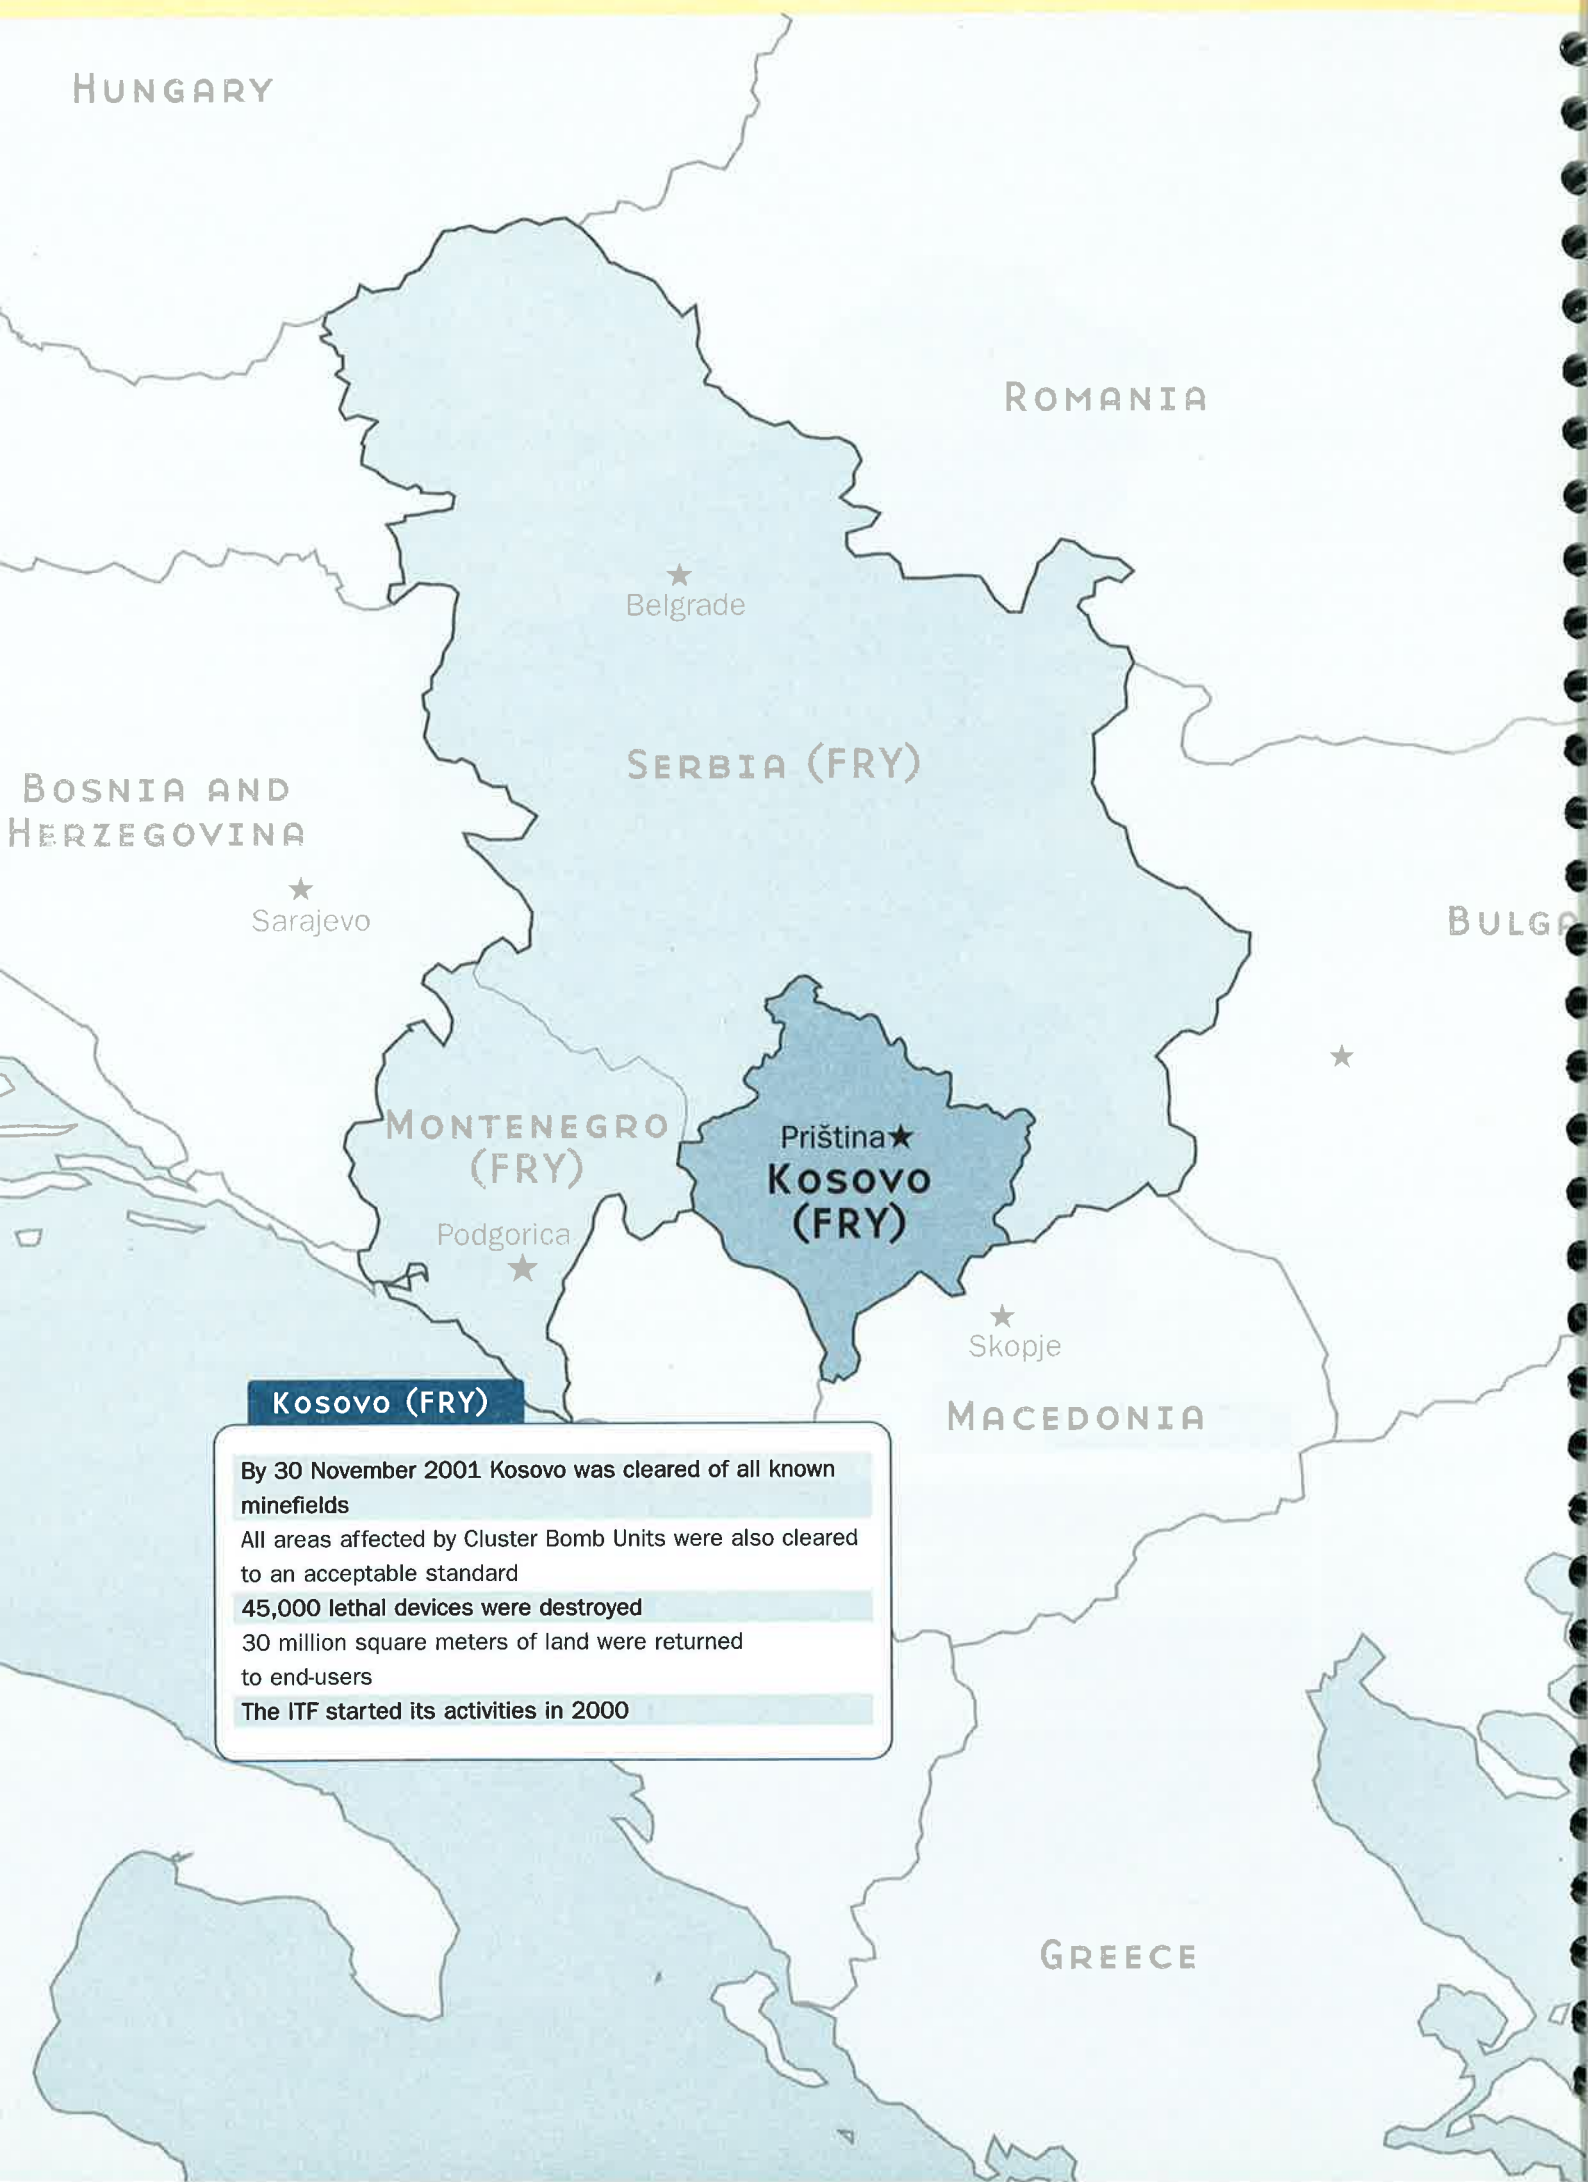 HUNGARY
ROMANIA
Belgrade
SERBIA (FRY)
BOSNIA AND
HERZEGOVINA
Sarajevo
BULGA
MONTENEGRO
(FRY)
Priština
KOSOVO
(FRY)
Podgorica
Skopje
MACEDONIA
Kosovo (FRY)
By 30 November 2001 Kosovo was cleared of all known
minefields
All areas affected by Cluster Bomb Units were also cleared
to an acceptable standard
45,000 lethal devices were destroyed
30 million square meters of land were returned
to end-users
The ITF started its activities in 2000
GREECE